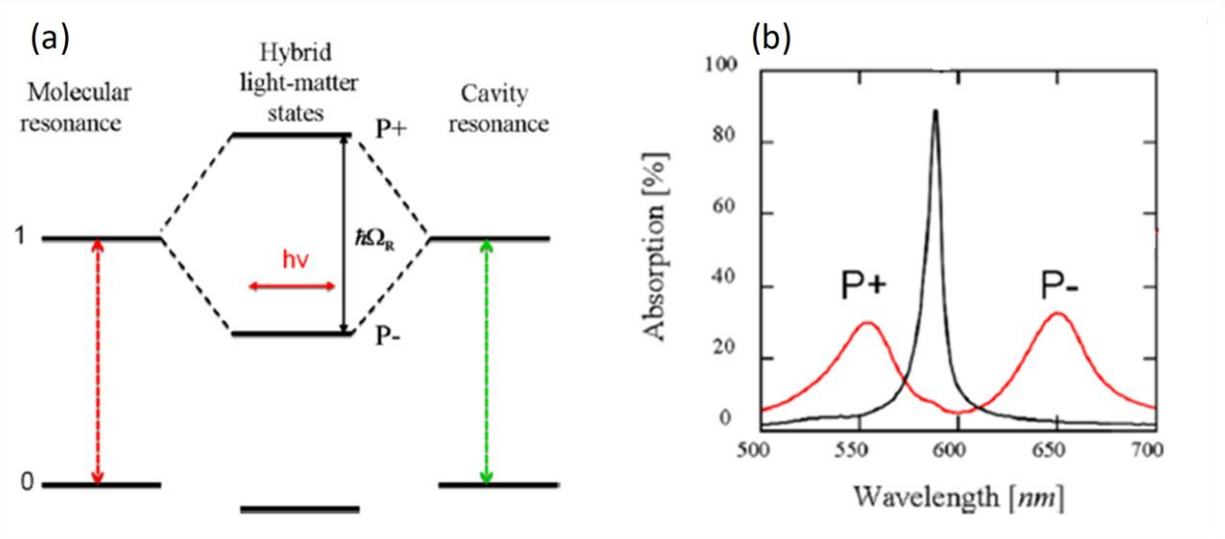 (a)
Molecular
resonance
Hybrid
light-matter
states
Cavity
resonance
P+
1
ħΩR
hν
P-
0
(b)
Absorption [%]
100
80
60
40
20
0
P+
P-
500 550 600 650 700
Wavelength [nm]